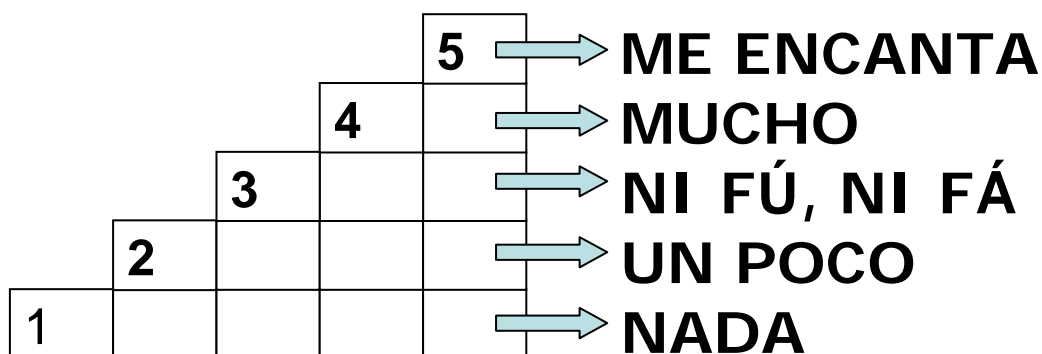 5 ME ENCANTA
4 MUCHO
3 NI FÚ, NI FÁ
2 UN POCO
1 NADA